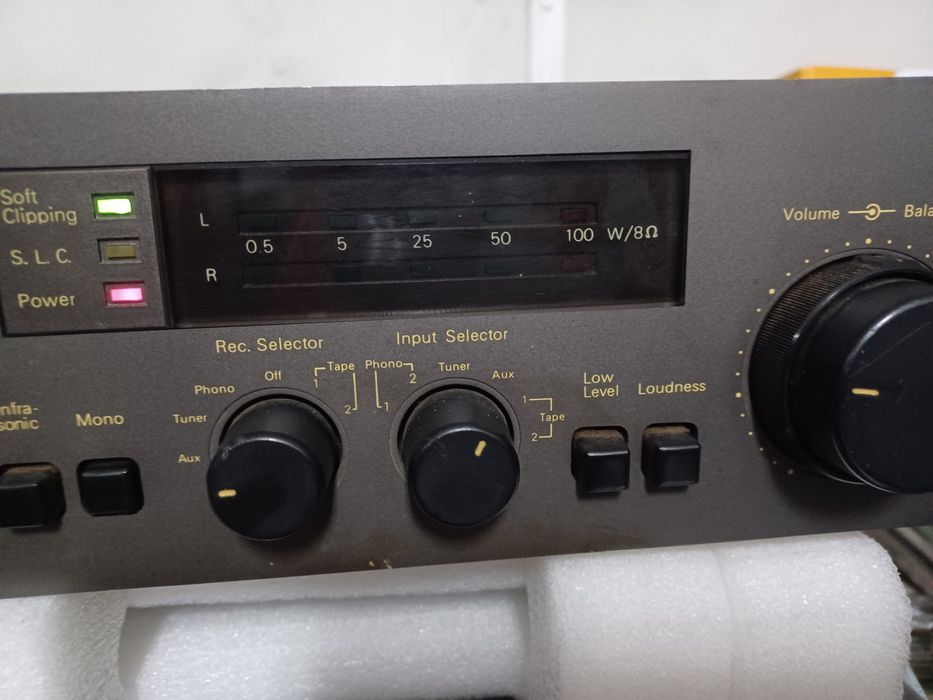 Soft
Clipping
S. L. C.
Power
L
0.5 5 25 50 100 W/8Ω
R
Volume
Rec. Selector
Input Selector
Phono
Off
1
Tape
2
Tuner
Aux
Phono
1
2
Tuner
Aux
1
Tape
2
Low
Level
Loudness
Mono